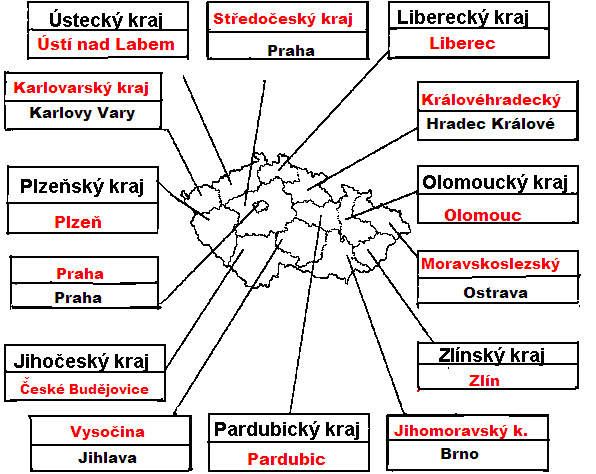 Ústecký kraj
Ústí nad Labem
Středočeský kraj
Praha
Liberecký kraj
Liberec
Karlovarský kraj
Karlovy Vary
Královéhradecký
Hradec Králové
Plzeňský kraj
Plzeň
Olomoucký kraj
Olomouc
Praha
Praha
Moravskoslezský
Ostrava
Jihočeský kraj
České Budějovice
Zlínský kraj
Zlín
Vysočina
Jihlava
Pardubický kraj
Pardubic
Jihomoravský k.
Brno